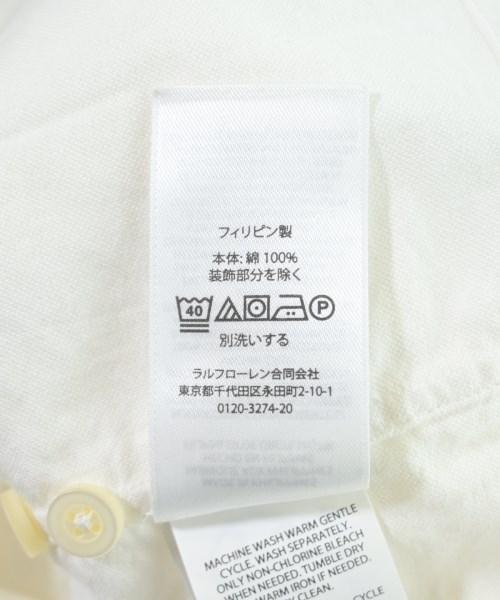 フィリピン製
本体: 綿 100%
装飾部分を除く
40 P
別洗いする
ラルフローレン合同会社
東京都千代田区永田町2-10-1
0120-3274-20
MACHINE WASH WARM GENTLE
CYCLE. WASH SEPARATELY.
ONLY NON-CHLORINE BLEACH
WHEN NEEDED. TUMBLE DRY
WARM IRON IF NEEDED.
CLEAN.
CYCLE